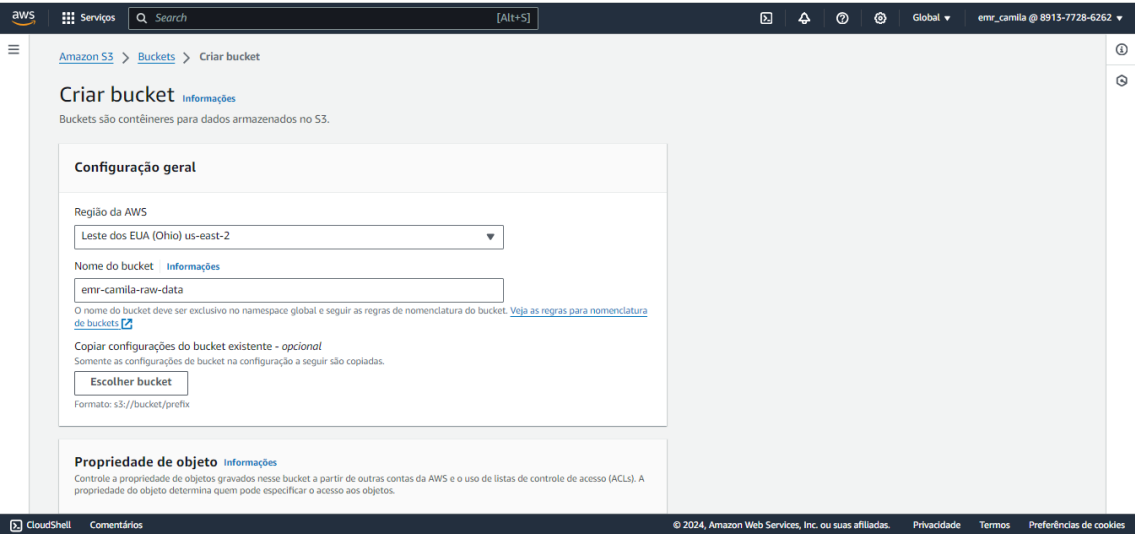 aws Serviços Search [Alt+S] Global emr_camila @ 8913-7728-6262
Amazon S3 > Buckets > Criar bucket
Criar bucket Informações
Buckets são contêineres para dados armazenados no S3.
Configuração geral
Região da AWS
Leste dos EUA (Ohio) us-east-2
Nome do bucket Informações
emr-camila-raw-data
O nome do bucket deve ser exclusivo no namespace global e seguir as regras de nomenclatura do bucket. Veja as regras para nomenclatura
de buckets
Copiar configurações do bucket existente - opcional
Somente as configurações de bucket na configuração a seguir são copiadas.
Escolher bucket
Formato: s3://bucket/prefix
Propriedade de objeto Informações
Controle a propriedade de objetos gravados nesse bucket a partir de outras contas da AWS e o uso de listas de controle de acesso (ACLs). A
propriedade do objeto determina quem pode especificar o acesso aos objetos.
CloudShell Comentários © 2024, Amazon Web Services, Inc. ou suas afiliadas. Privacidade Termos Preferências de cookies